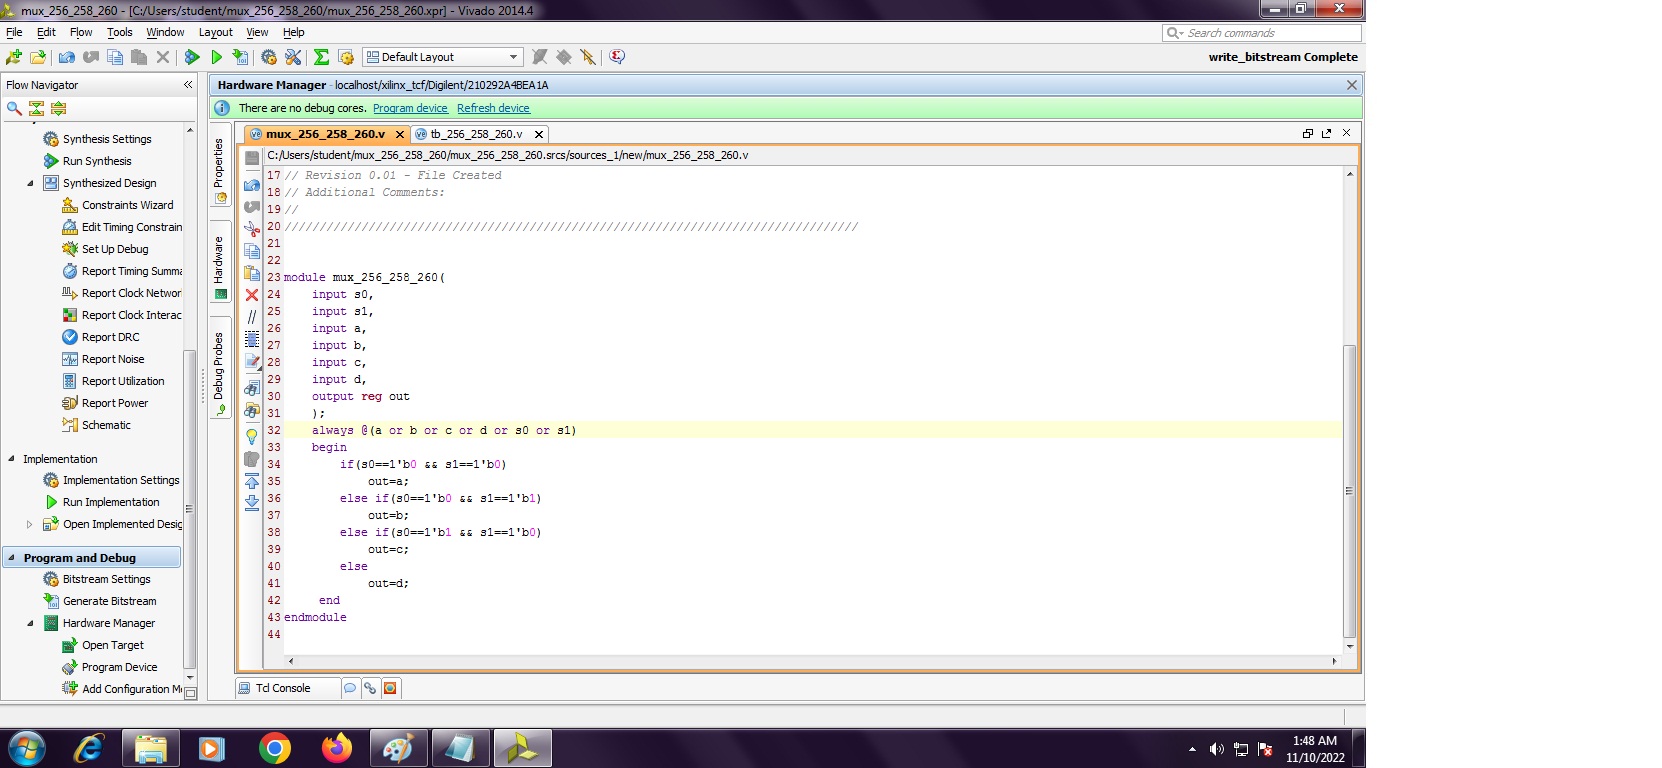 mux_256_258_260 - [C:/Users/student/mux_256_258_260/mux_256_258_260.xpr] - Vivado 2014.4
File Edit Flow Tools Window Layout View Help
Search commands
Default Layout
write_bitstream Complete
Flow Navigator
Hardware Manager - localhost/xilinx_tcf/Digilent/210292A4BEA1A
There are no debug cores. Program device Refresh device
Synthesis Settings
Run Synthesis
Synthesized Design
Constraints Wizard
Edit Timing Constrain
Set Up Debug
Report Timing Summa
Report Clock Networ
Report Clock Interac
Report DRC
Report Noise
Report Utilization
Report Power
Schematic
Implementation
Implementation Settings
Run Implementation
Open Implemented Desig
Program and Debug
Bitstream Settings
Generate Bitstream
Hardware Manager
Open Target
Program Device
Add Configuration M
Properties
Hardware
Debug Probes
mux_256_258_260.v
tb_256_258_260.v
C:/Users/student/mux_256_258_260/mux_256_258_260.srcs/sources_1/new/mux_256_258_260.v
17 // Revision 0.01 - File Created
18 // Additional Comments:
19 //
20 //////////////////////////////////////////////////////////////////////////////////
21
22
23 module mux_256_258_260(
24 input s0,
25 input s1,
26 input a,
27 input b,
28 input c,
29 input d,
30 output reg out
31 );
32 always @(a or b or c or d or s0 or s1)
33 begin
34 if(s0==1'b0 && s1==1'b0)
35 out=a;
36 else if(s0==1'b0 && s1==1'b1)
37 out=b;
38 else if(s0==1'b1 && s1==1'b0)
39 out=c;
40 else
41 out=d;
42 end
43 endmodule
44
Tcl Console
1:48 AM
11/10/2022